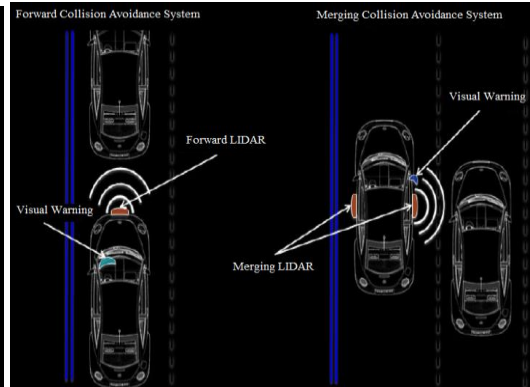 Forward Collision Avoidance System
Merging Collision Avoidance System
Visual Warning
Forward LIDAR
Visual Warning
Merging LIDAR